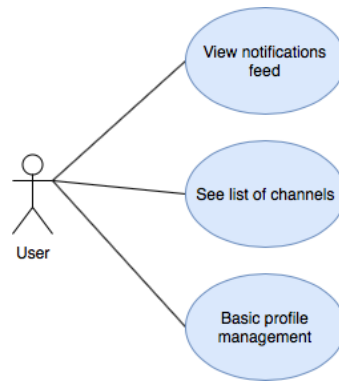 View notifications
feed
See list of channels
User
Basic profile
management